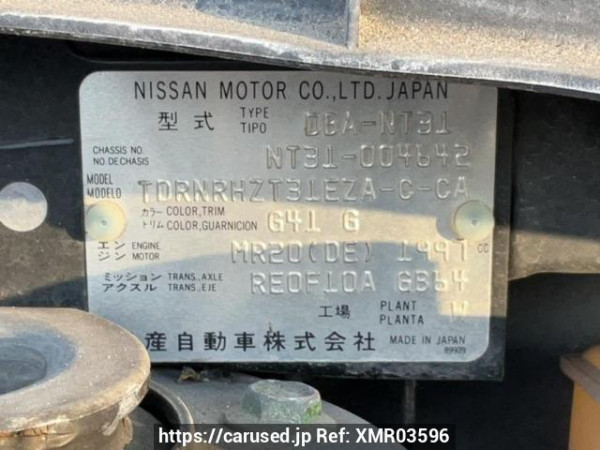 NISSAN MOTOR CO.,LTD. JAPAN
型式 TYPE TIPO DBA-NT31
CHASSIS NO. NO. DE CHASIS NT31-004642
MODEL MODELO TDRNRHZT31EZA-C-CA
カラー COLOR,TRIM トリム COLOR,GUARNICION G41 G
エンジン ENGINE MOTOR MR20(DE) 1997 cc
ミッション TRANS.,AXLE アクスル TRANS.,EJE RE0F10A GB64
工場 PLANT PLANTA W
産自動車株式会社 MADE IN JAPAN
https://carused.jp Ref: XMR03596